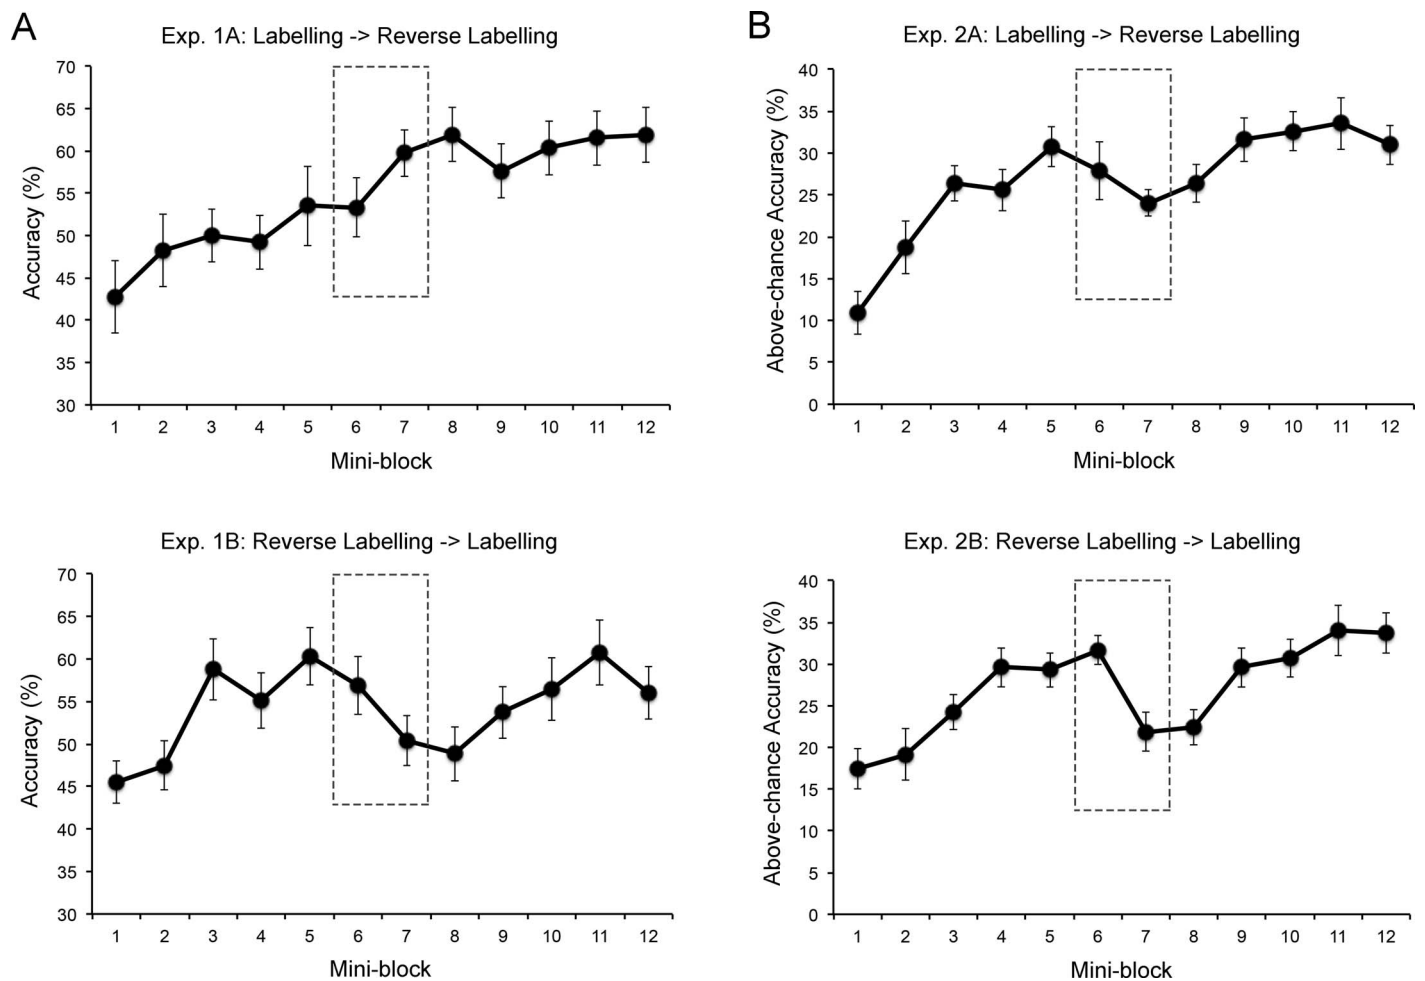 A
Exp. 1A: Labelling -> Reverse Labelling
Accuracy (%)
70
65
60
55
50
45
40
35
30
1 2 3 4 5 6 7 8 9 10 11 12
Mini-block
B
Exp. 2A: Labelling -> Reverse Labelling
Above-chance Accuracy (%)
40
35
30
25
20
15
10
5
0
1 2 3 4 5 6 7 8 9 10 11 12
Mini-block
Exp. 1B: Reverse Labelling -> Labelling
Accuracy (%)
70
65
60
55
50
45
40
35
30
1 2 3 4 5 6 7 8 9 10 11 12
Mini-block
Exp. 2B: Reverse Labelling -> Labelling
Above-chance Accuracy (%)
40
35
30
25
20
15
10
5
0
1 2 3 4 5 6 7 8 9 10 11 12
Mini-block